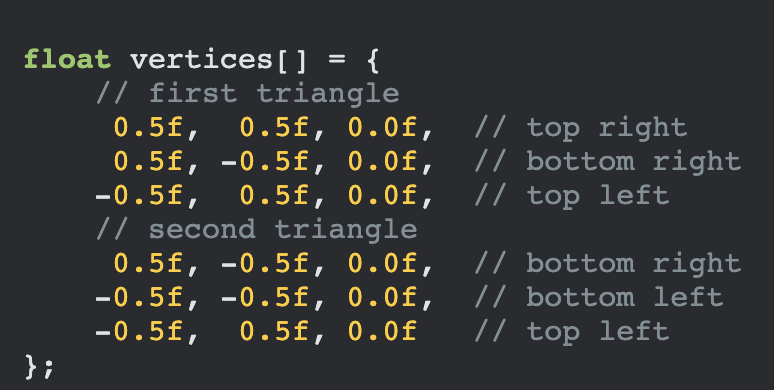 float vertices[] = {
    // first triangle
     0.5f,  0.5f, 0.0f,  // top right
     0.5f, -0.5f, 0.0f,  // bottom right
    -0.5f,  0.5f, 0.0f,  // top left
    // second triangle
     0.5f, -0.5f, 0.0f,  // bottom right
    -0.5f, -0.5f, 0.0f,  // bottom left
    -0.5f,  0.5f, 0.0f   // top left
};